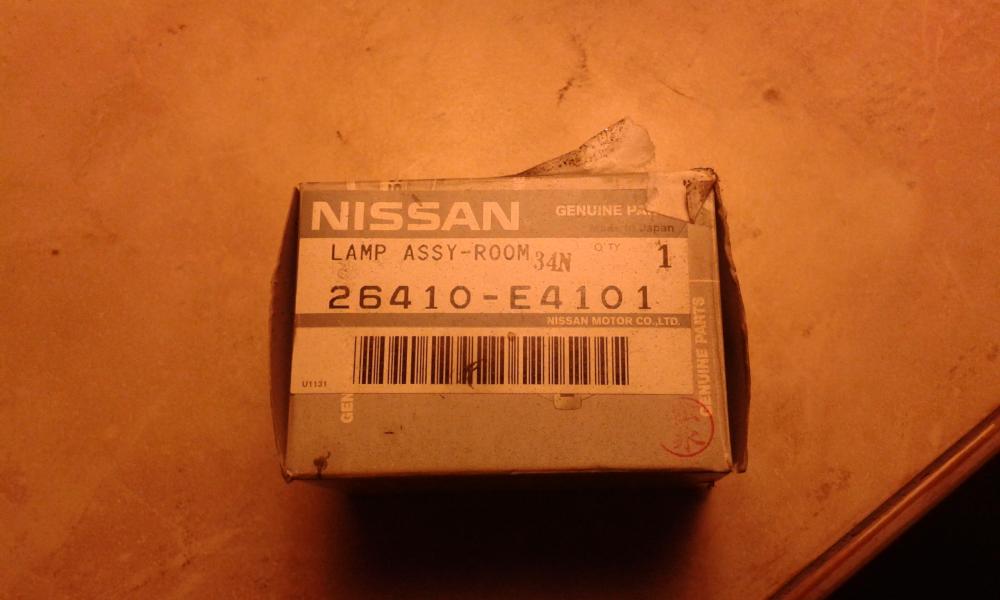 NISSAN
GENUINE
Made in Japan
LAMP ASSY-ROOM 34N
Q'TY 1
26410-E4101
NISSAN MOTOR CO.,LTD.
U1131
GEN
GENUINE PARTS